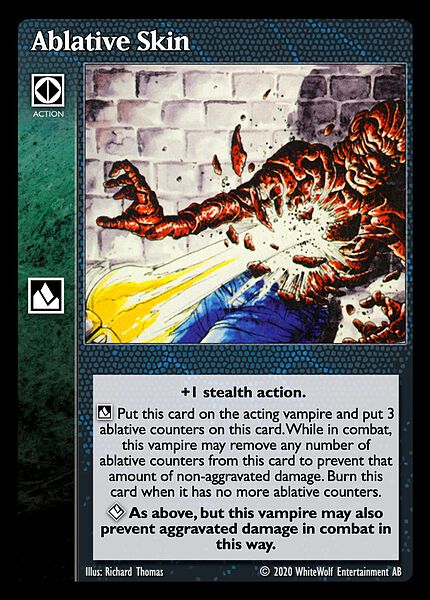 Ablative Skin
ACTION
+1 stealth action.
Put this card on the acting vampire and put 3
ablative counters on this card. While in combat,
this vampire may remove any number of
ablative counters from this card to prevent that
amount of non-aggravated damage. Burn this
card when it has no more ablative counters.
As above, but this vampire may also
prevent aggravated damage in combat in
this way.
Illus: Richard Thomas
© 2020 WhiteWolf Entertainment AB